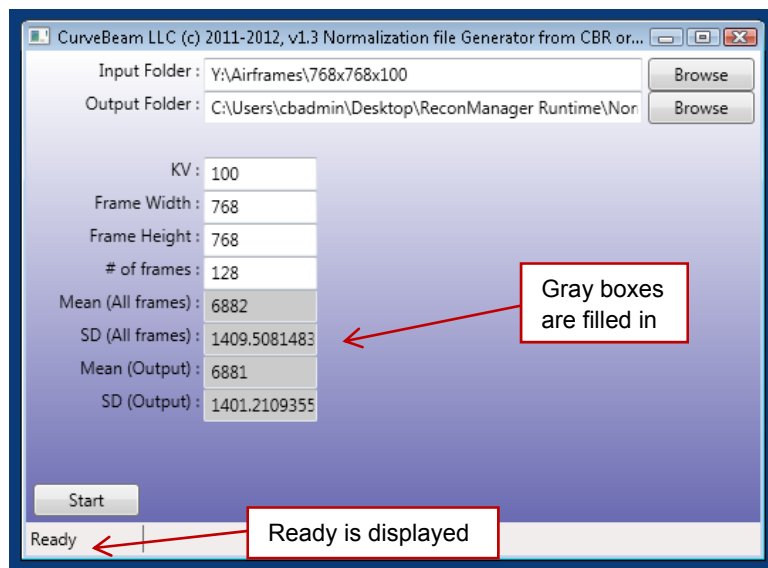 CurveBeam LLC (c) 2011-2012, v1.3 Normalization file Generator from CBR or...
Input Folder : Y:\Airframes\768x768x100 Browse
Output Folder : C:\Users\cbadmin\Desktop\ReconManager Runtime\Nor Browse
KV : 100
Frame Width : 768
Frame Height : 768
# of frames : 128
Mean (All frames) : 6882
SD (All frames) : 1409.5081483
Mean (Output) : 6881
SD (Output) : 1401.2109355
Gray boxes
are filled in
Start
Ready
Ready is displayed